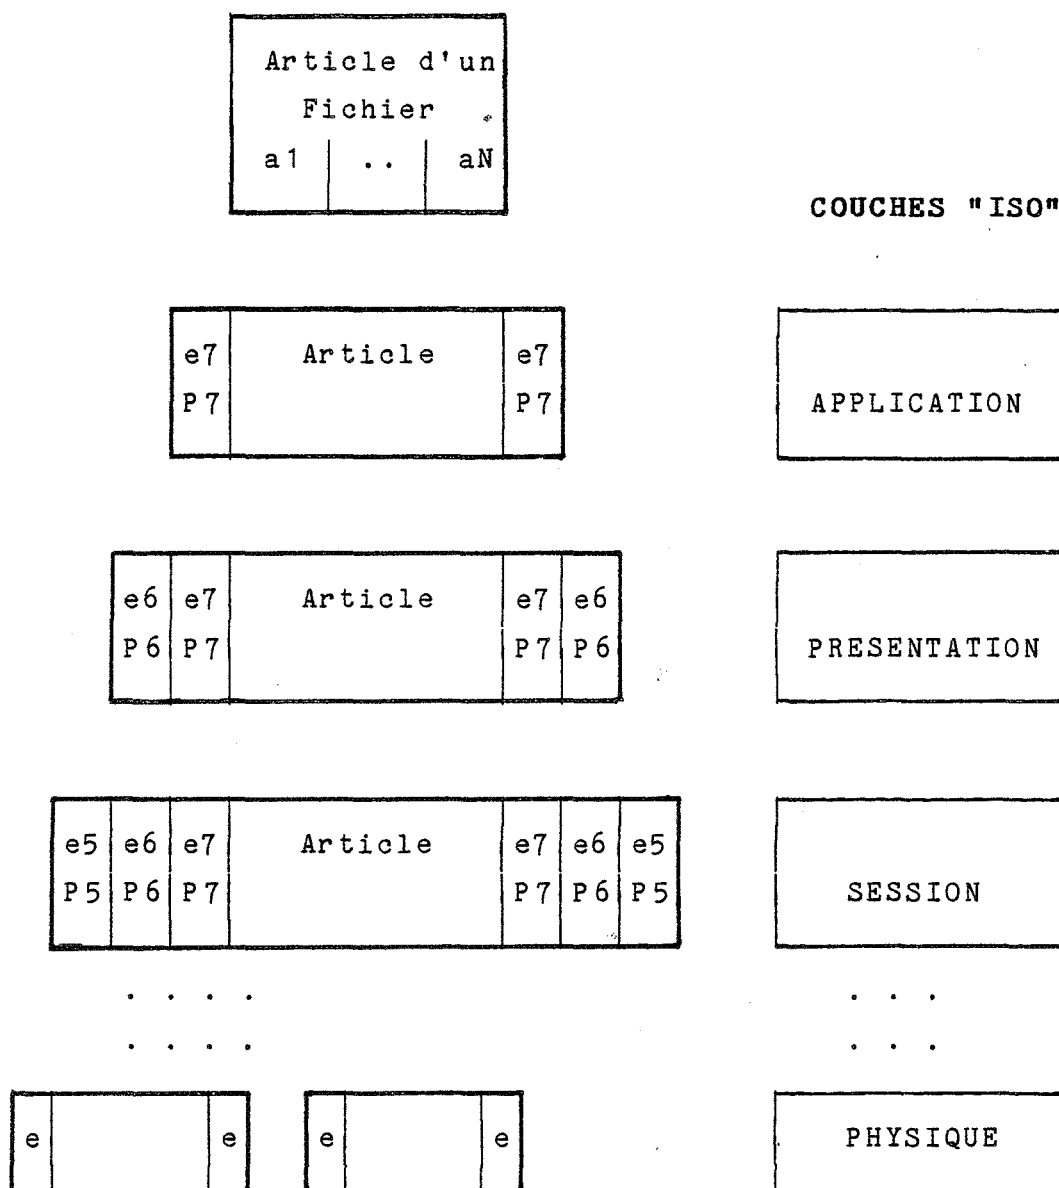 Article d'un
Fichier
a1 .. aN
COUCHES "ISO"
e7 Article e7
P7 P7
APPLICATION
e6 e7 Article e7 e6
P6 P7 P7 P6
PRESENTATION
e5 e6 e7 Article e7 e6 e5
P5 P6 P7 P7 P6 P5
SESSION
. . . . . . .
. . . . . . .
e e e e PHYSIQUE